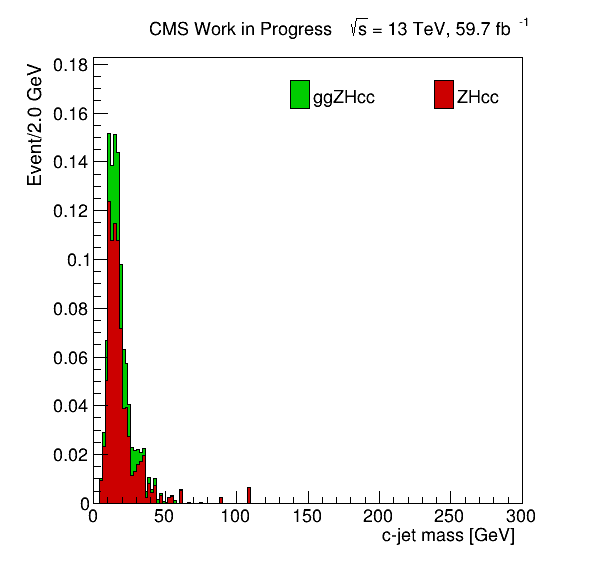 CMS Work in Progress √s = 13 TeV, 59.7 fb -1
Event/2.0 GeV
0.18
0.16
0.14
0.12
0.1
0.08
0.06
0.04
0.02
0
ggZHcc
ZHcc
0 50 100 150 200 250 300
c-jet mass [GeV]